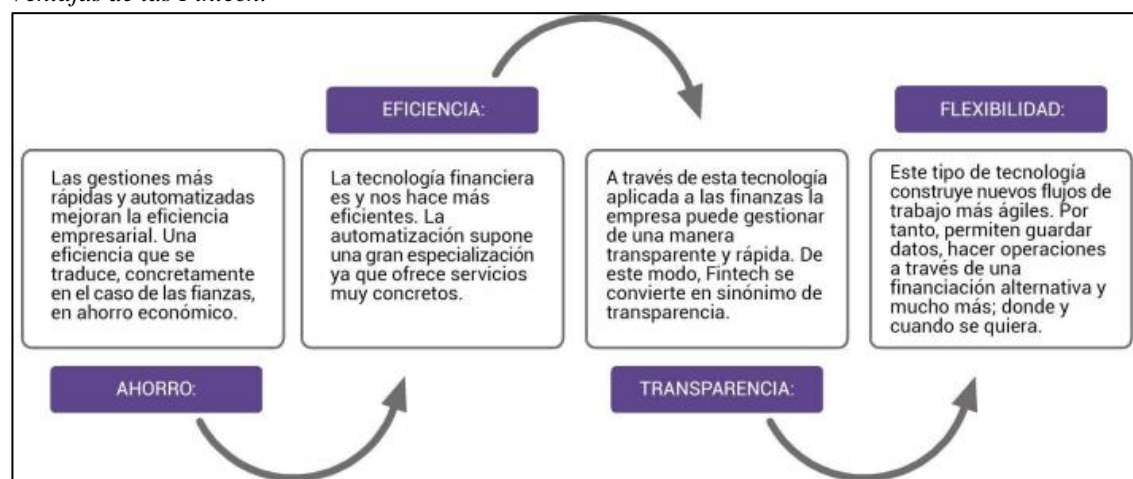 Ventajas de las Fintech.
Las gestiones más
rápidas y automatizadas
mejoran la eficiencia
empresarial. Una
eficiencia que se
traduce, concretamente
en el caso de las fianzas,
en ahorro económico.
AHORRO:
EFICIENCIA:
La tecnología financiera
es y nos hace más
eficientes. La
automatización supone
una gran especialización
ya que ofrece servicios
muy concretos.
A través de esta tecnología
aplicada a las finanzas la
empresa puede gestionar
de una manera
transparente y rápida. De
este modo, Fintech se
convierte en sinónimo de
transparencia.
TRANSPARENCIA:
FLEXIBILIDAD:
Este tipo de tecnología
construye nuevos flujos de
trabajo más ágiles. Por
tanto, permiten guardar
datos, hacer operaciones
a través de una
financiación alternativa y
mucho más; donde y
cuando se quiera.